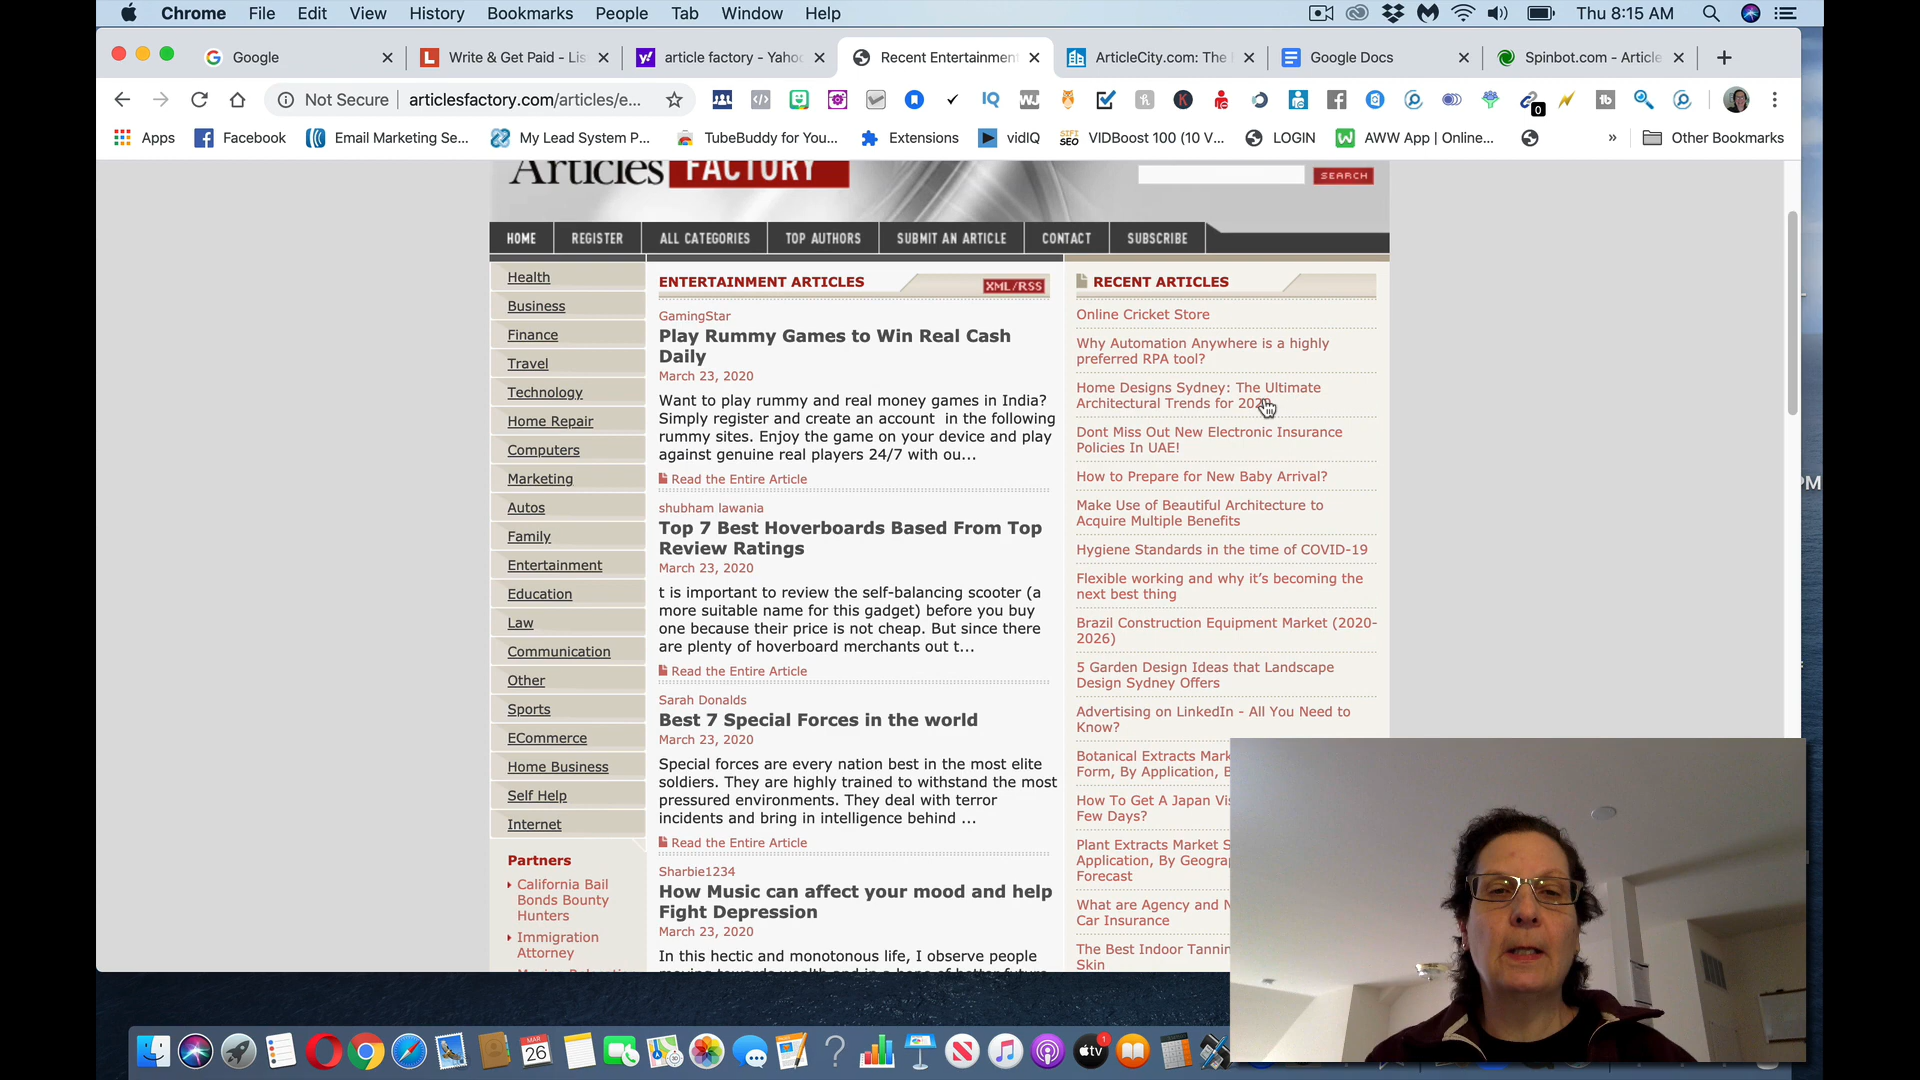 Chrome File Edit View History Bookmarks People Tab Window Help Thu 8:15 AM
Google Write & Get Paid - Lis article factory - Yahoo Recent Entertainment ArticleCity.com: The Google Docs Spinbot.com - Article
Not Secure articlesfactory.com/articles/e...
Apps Facebook Email Marketing Se... My Lead System P... TubeBuddy for You... Extensions vidIQ VIDBoost 100 (10 V... LOGIN AWW App | Online... » Other Bookmarks
Articles FACTORY
SEARCH
HOME REGISTER ALL CATEGORIES TOP AUTHORS SUBMIT AN ARTICLE CONTACT SUBSCRIBE
Health
Business
Finance
Travel
Technology
Home Repair
Computers
Marketing
Autos
Family
Entertainment
Education
Law
Communication
Other
Sports
ECommerce
Home Business
Self Help
Internet
Partners
California Bail
Bonds Bounty
Hunters
Immigration
Attorney
ENTERTAINMENT ARTICLES XML/RSS
GamingStar
Play Rummy Games to Win Real Cash
Daily
March 23, 2020
Want to play rummy and real money games in India?
Simply register and create an account in the following
rummy sites. Enjoy the game on your device and play
against genuine real players 24/7 with ou...
Read the Entire Article
shubham lawania
Top 7 Best Hoverboards Based From Top
Review Ratings
March 23, 2020
t is important to review the self-balancing scooter (a
more suitable name for this gadget) before you buy
one because their price is not cheap. But since there
are plenty of hoverboard merchants out t...
Read the Entire Article
Sarah Donalds
Best 7 Special Forces in the world
March 23, 2020
Special forces are every nation best in the most elite
soldiers. They are highly trained to withstand the most
pressured environments. They deal with terror
incidents and bring in intelligence behind ...
Read the Entire Article
Sharbie1234
How Music can affect your mood and help
Fight Depression
March 23, 2020
In this hectic and monotonous life, I observe people
RECENT ARTICLES
Online Cricket Store
Why Automation Anywhere is a highly
preferred RPA tool?
Home Designs Sydney: The Ultimate
Architectural Trends for
Dont Miss Out New Electronic Insurance
Policies In UAE!
How to Prepare for New Baby Arrival?
Make Use of Beautiful Architecture to
Acquire Multiple Benefits
Hygiene Standards in the time of COVID-19
Flexible working and why it's becoming the
next best thing
Brazil Construction Equipment Market (2020-
2026)
5 Garden Design Ideas that Landscape
Design Sydney Offers
Advertising on LinkedIn - All You Need to
Know?
Botanical Extracts
Form, By Application,
How To Get A Japan
Few Days?
Plant Extracts Market
Application, By
Forecast
What are Agency and
Car Insurance
The Best Indoor
Skin
PM
MAR
26
tv
1